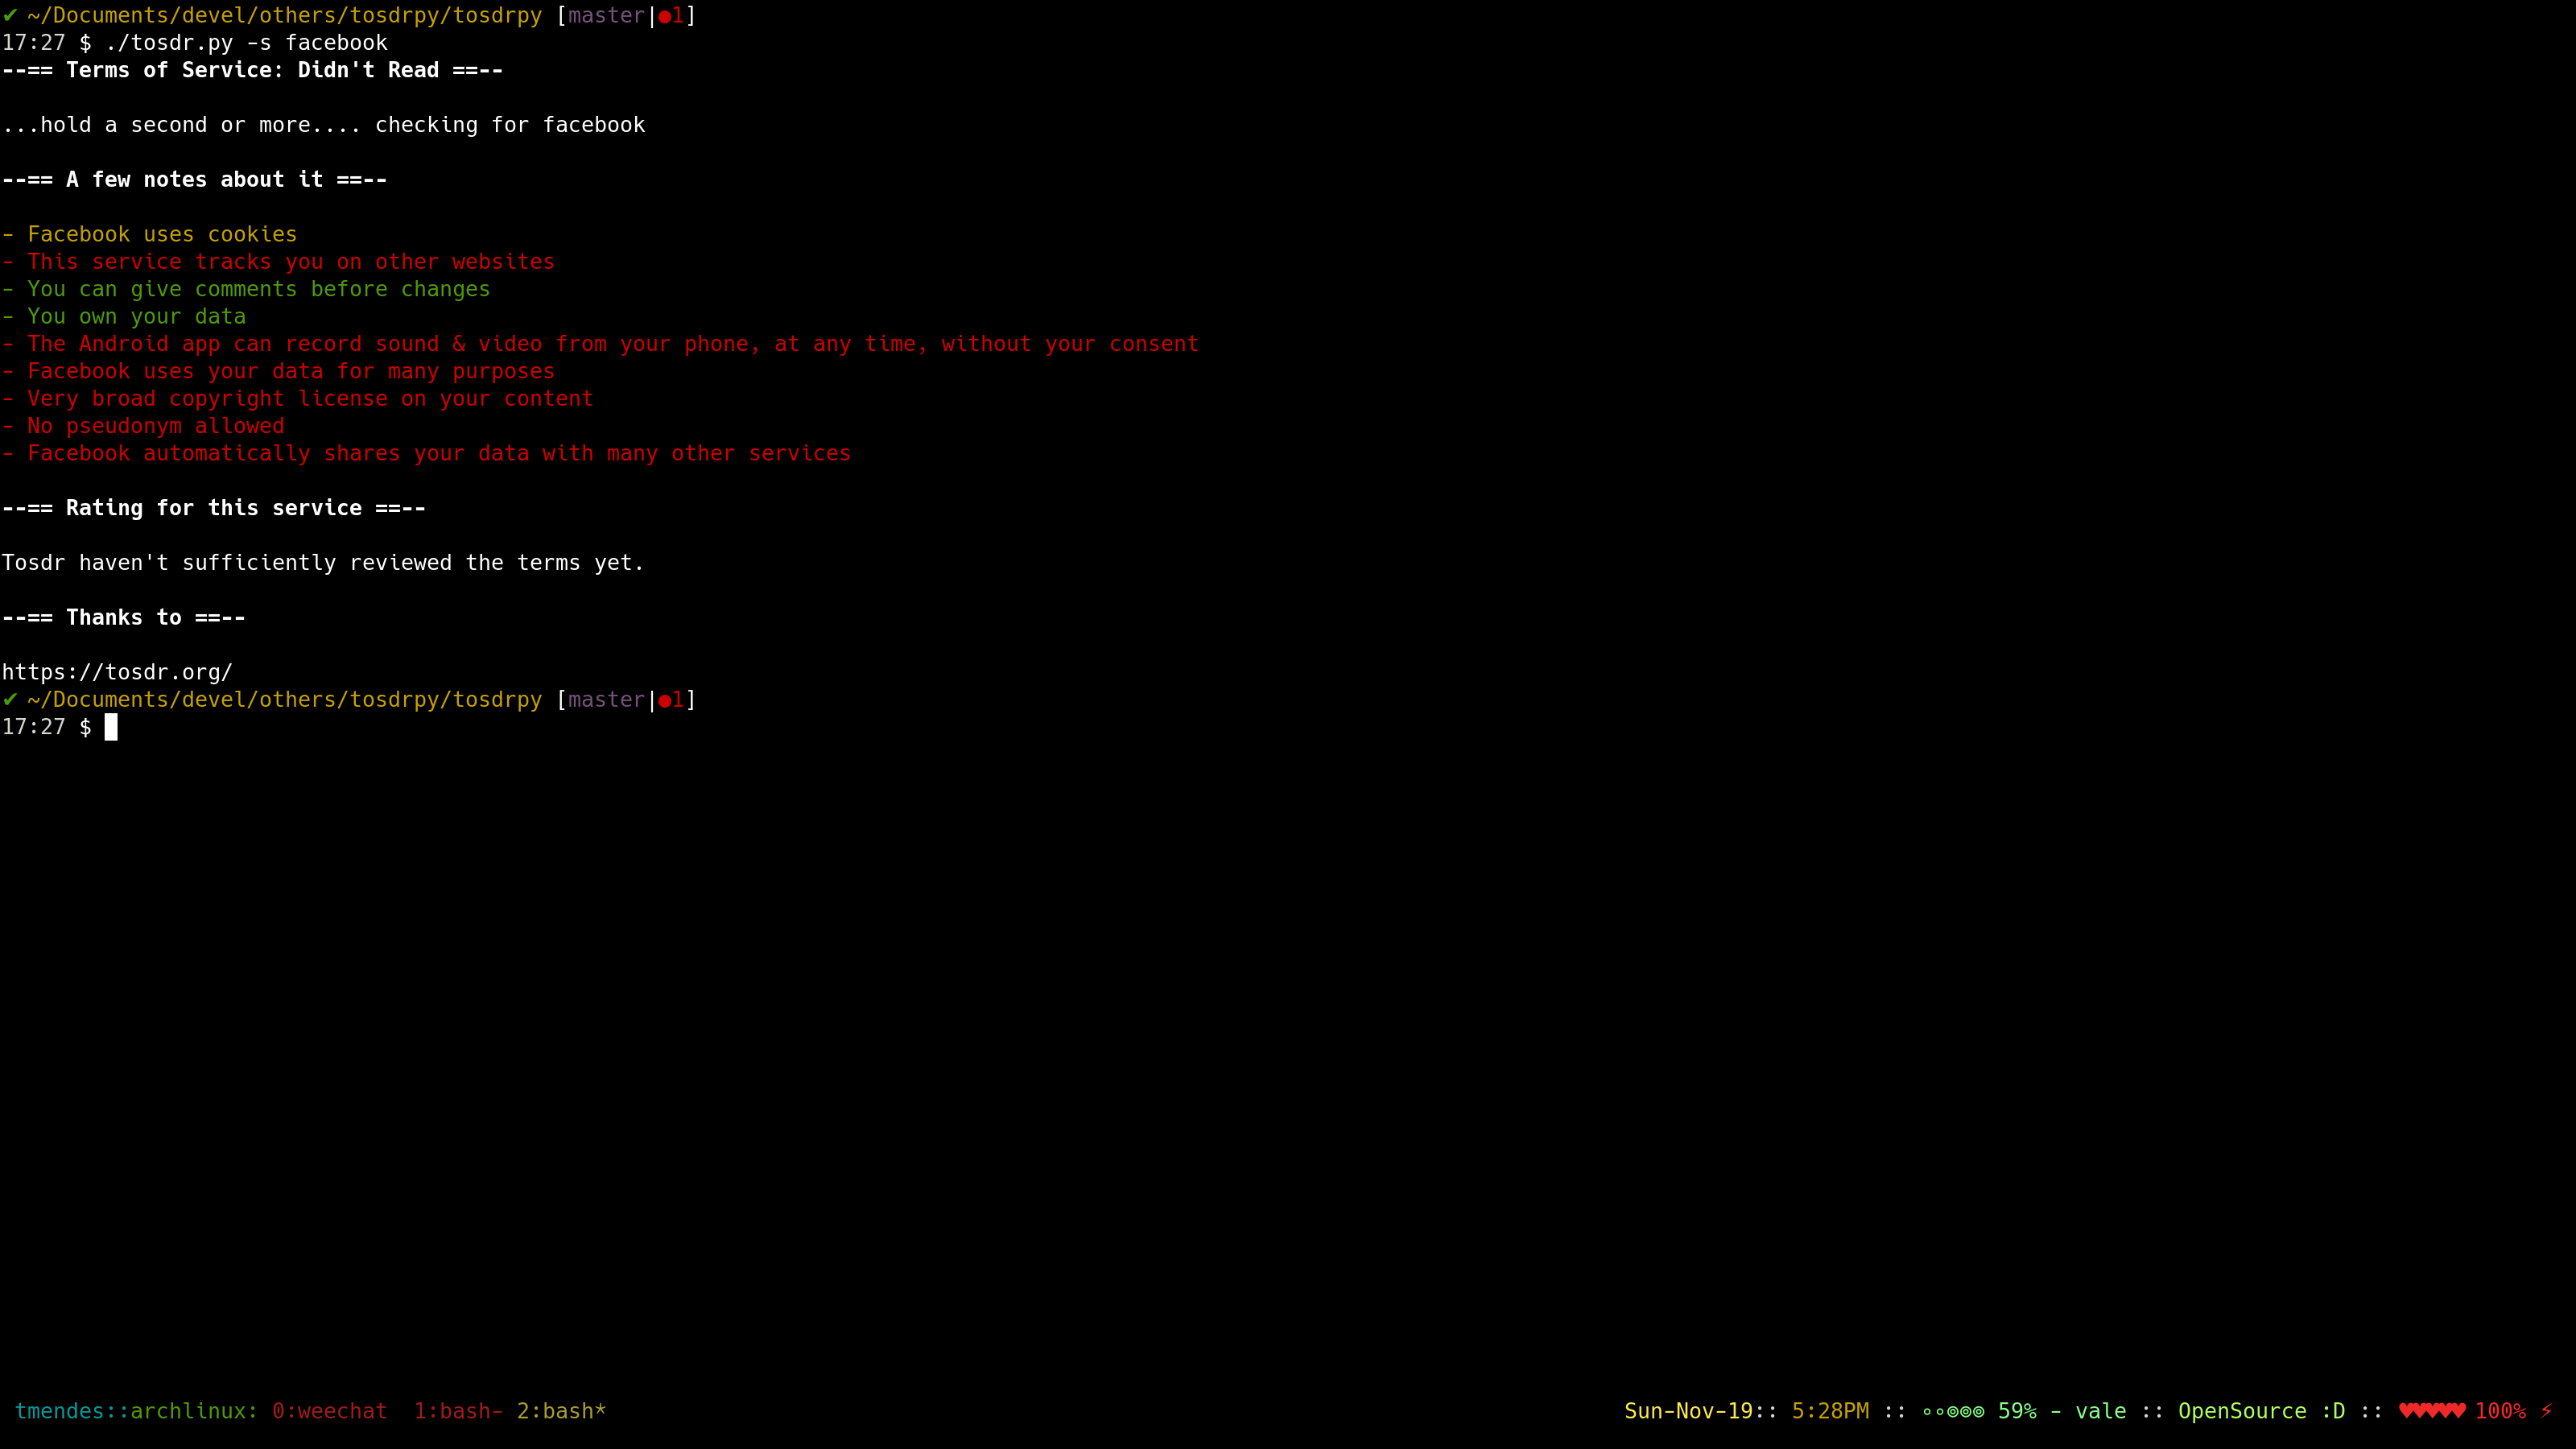 ✔ ~/Documents/devel/others/tosdrpy/tosdrpy [master|●1]
17:27 $ ./tosdr.py -s facebook
--== Terms of Service: Didn't Read ==--
...hold a second or more.... checking for facebook
--== A few notes about it ==--
- Facebook uses cookies
- This service tracks you on other websites
- You can give comments before changes
- You own your data
- The Android app can record sound & video from your phone, at any time, without your consent
- Facebook uses your data for many purposes
- Very broad copyright license on your content
- No pseudonym allowed
- Facebook automatically shares your data with many other services
--== Rating for this service ==--
Tosdr haven't sufficiently reviewed the terms yet.
--== Thanks to ==--
https://tosdr.org/
✔ ~/Documents/devel/others/tosdrpy/tosdrpy [master|●1]
17:27 $
tmendes::archlinux: 0:weechat  1:bash- 2:bash* Sun-Nov-19:: 5:28PM :: ∘∘⊚⊚⊚ 59% - vale :: OpenSource :D :: ♥♥♥♥♥ 100% ⚡